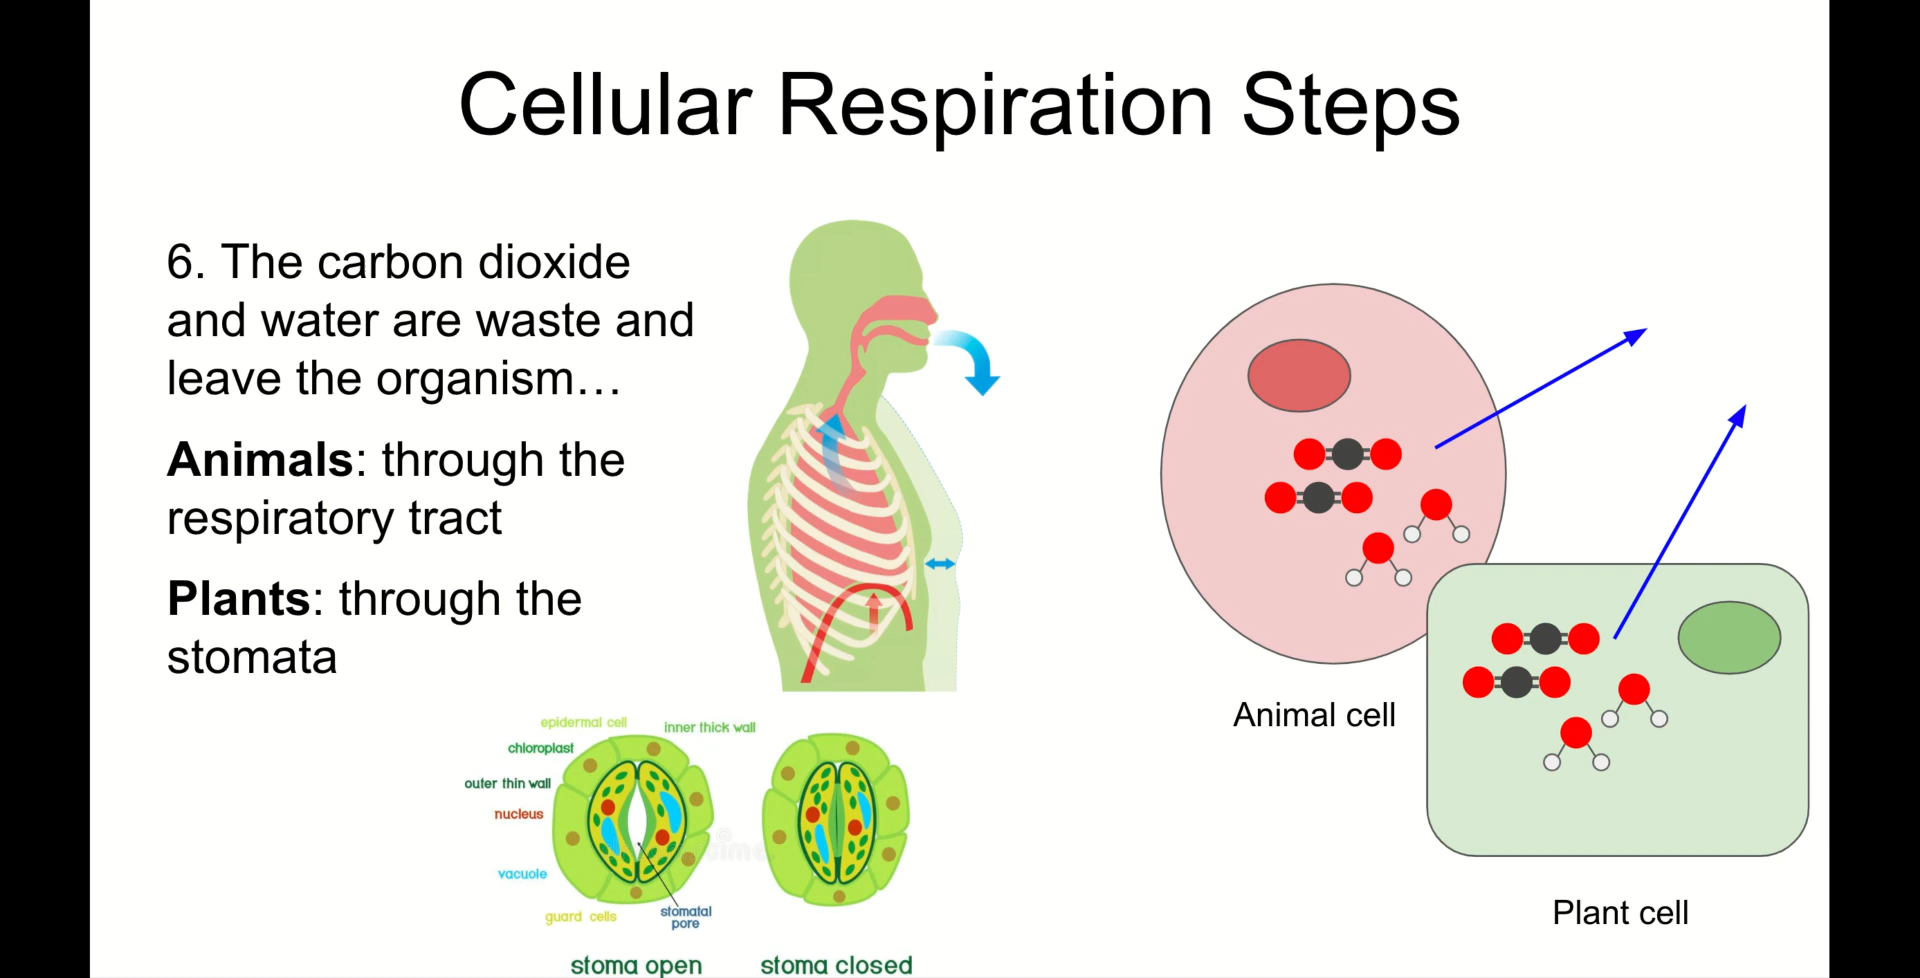 Cellular Respiration Steps
6. The carbon dioxide
and water are waste and
leave the organism…
Animals: through the
respiratory tract
Plants: through the
stomata
Animal cell
Plant cell
epidermal cell
inner thick wall
chloroplast
outer thin wall
nucleus
vacuole
guard cells
stomatal
pore
stoma open
stoma closed